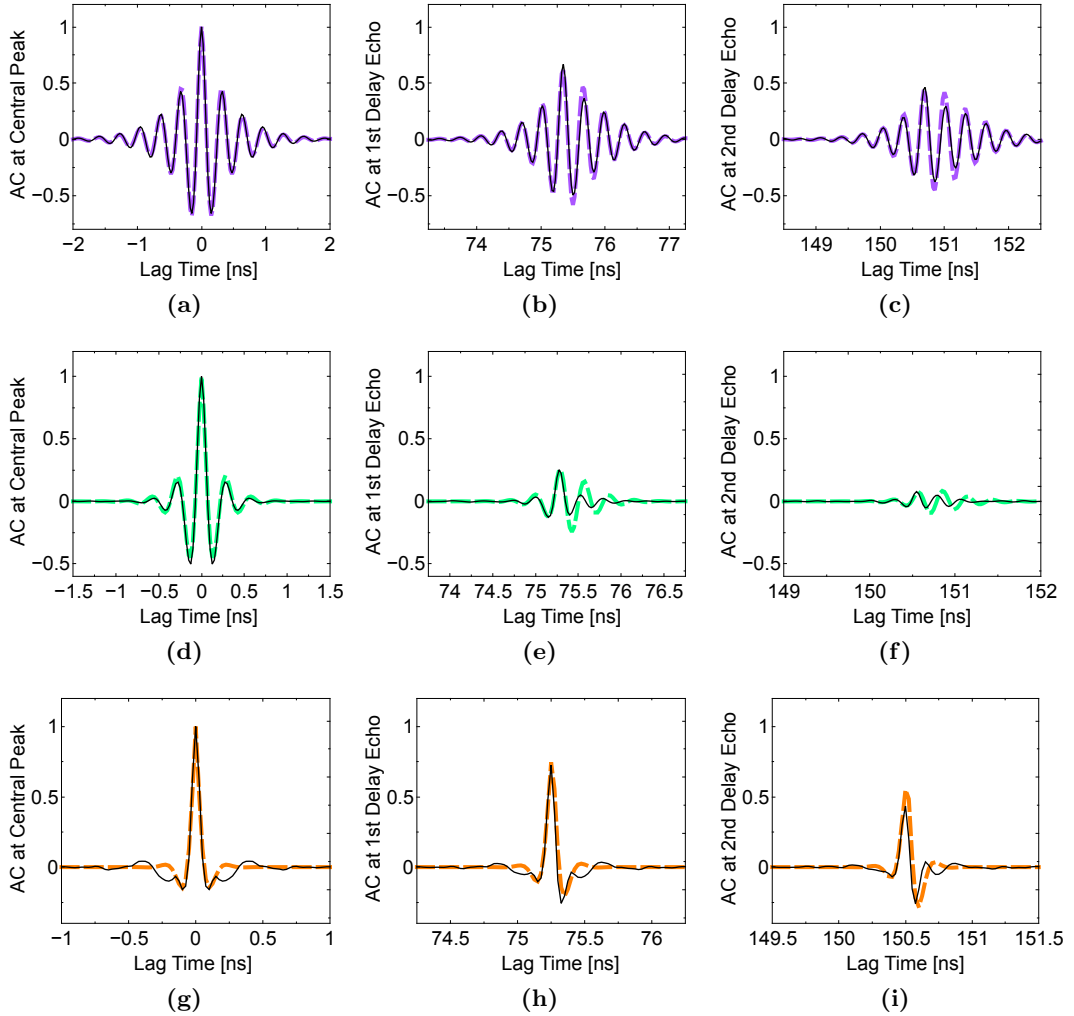 AC at Central Peak
1
0.5
0
−0.5
−2 −1 0 1 2
Lag Time [ns]
(a)
AC at 1st Delay Echo
1
0.5
0
−0.5
74 75 76 77
Lag Time [ns]
(b)
AC at 2nd Delay Echo
1
0.5
0
−0.5
149 150 151 152
Lag Time [ns]
(c)
AC at Central Peak
1
0.5
0
−0.5
−1.5 −1 −0.5 0 0.5 1 1.5
Lag Time [ns]
(d)
AC at 1st Delay Echo
1
0.5
0
−0.5
74 74.5 75 75.5 76 76.5
Lag Time [ns]
(e)
AC at 2nd Delay Echo
1
0.5
0
−0.5
149 150 151 152
Lag Time [ns]
(f)
AC at Central Peak
1
0.5
0
−1 −0.5 0 0.5 1
Lag Time [ns]
(g)
AC at 1st Delay Echo
1
0.5
0
74.5 75 75.5 76
Lag Time [ns]
(h)
AC at 2nd Delay Echo
1
0.5
0
149.5 150 150.5 151 151.5
Lag Time [ns]
(i)